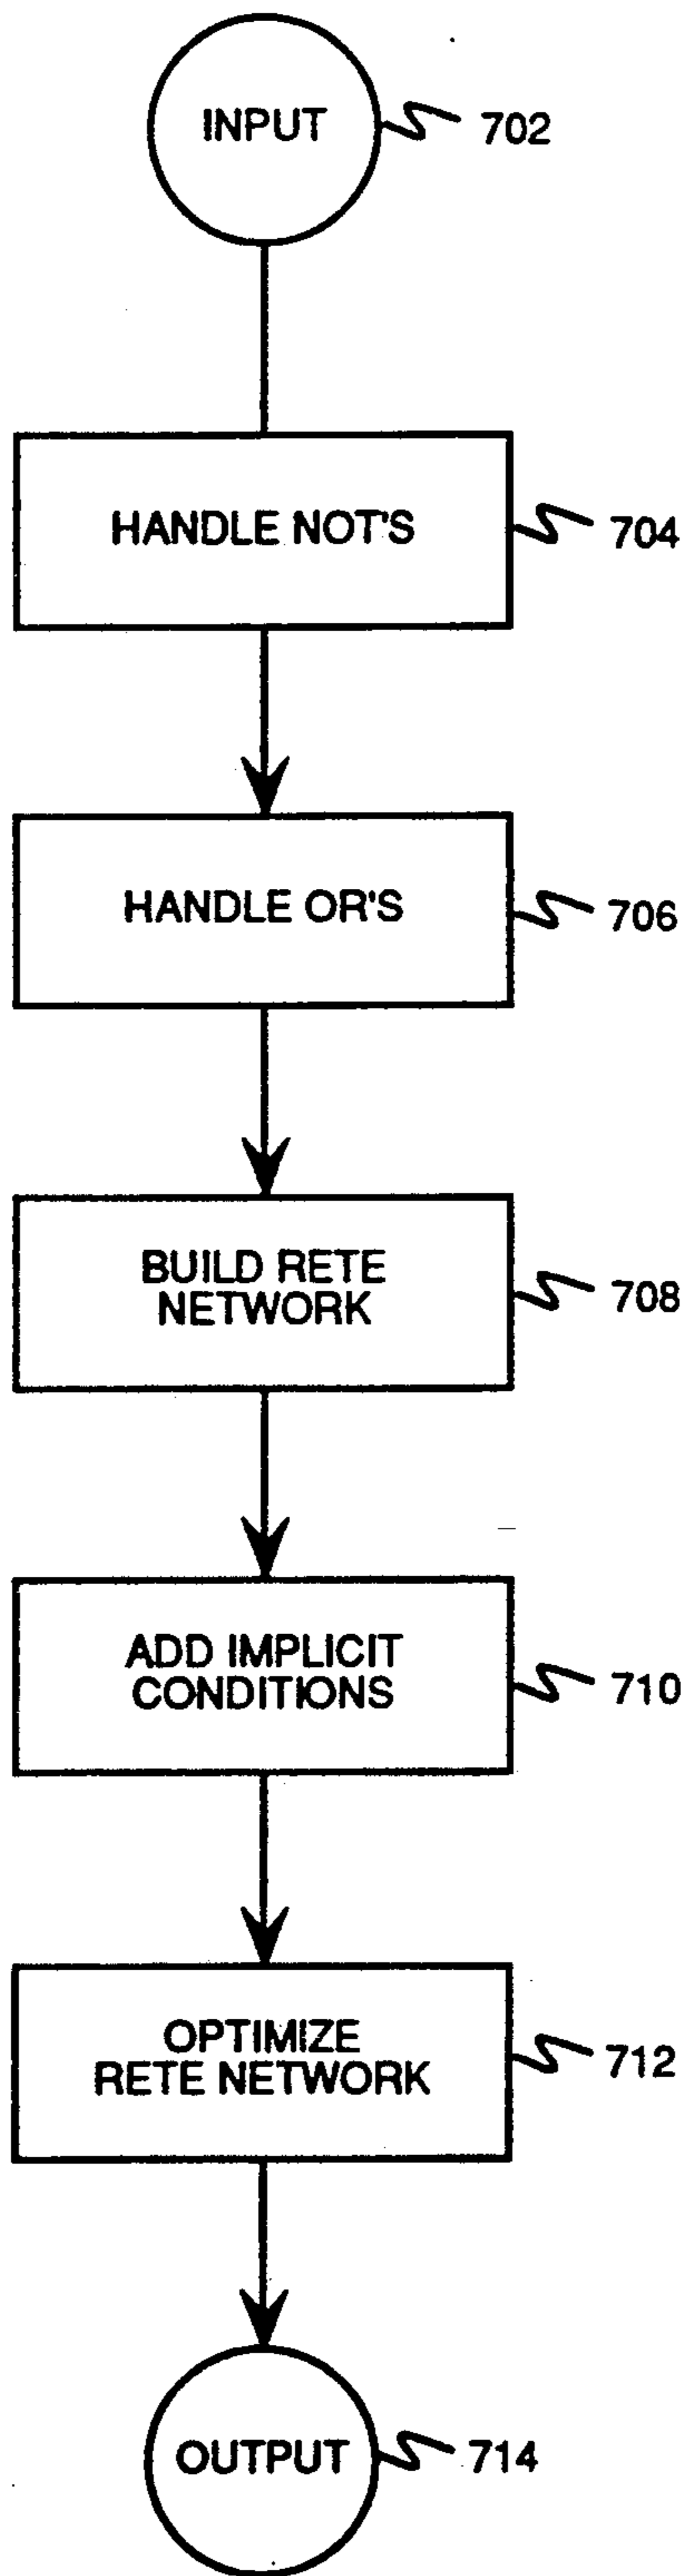 INPUT
702
HANDLE NOT'S
704
HANDLE OR'S
706
BUILD RETE
NETWORK
708
ADD IMPLICIT
CONDITIONS
710
OPTIMIZE
RETE NETWORK
712
OUTPUT
714